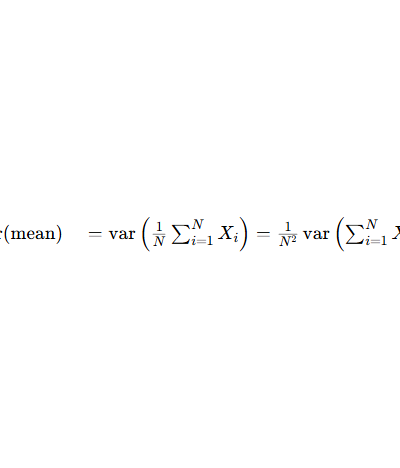 (mean) = var ( 1/N ∑_{i=1}^{N} X_i ) = 1/N² var ( ∑_{i=1}^{N}